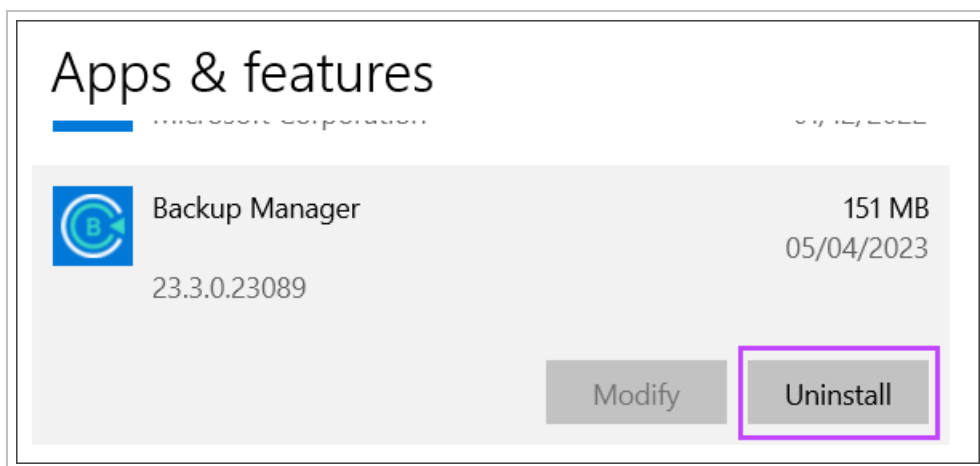 Apps & features
Backup Manager
151 MB
05/04/2023
23.3.0.23089
Modify
Uninstall
B